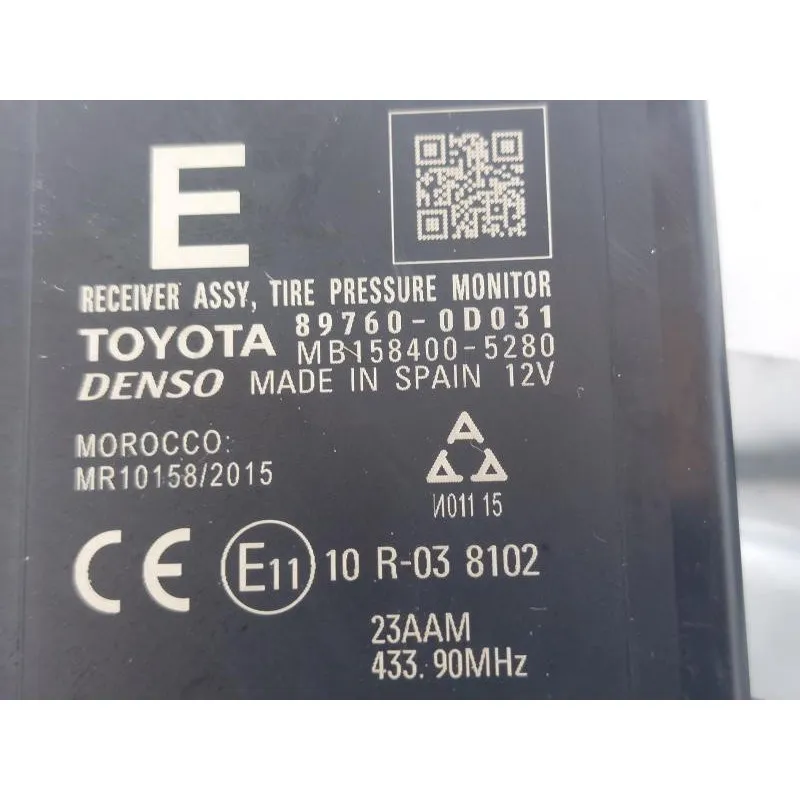 E
RECEIVER ASSY, TIRE PRESSURE MONITOR
TOYOTA 89760-0D031
MB158400-5280
DENSO MADE IN SPAIN 12V
MOROCCO:
MR10158/2015
AAA
И011 15
CE E11 10 R-03 8102
23AAM
433.90MHz